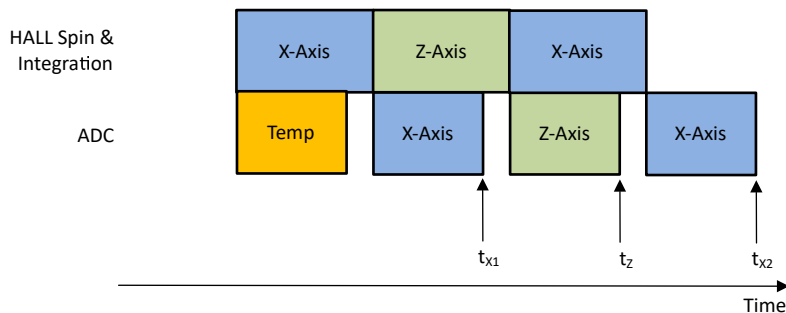 HALL Spin &
Integration
X-Axis
Z-Axis
X-Axis
ADC
Temp
X-Axis
Z-Axis
X-Axis
tX1
tZ
tX2
Time